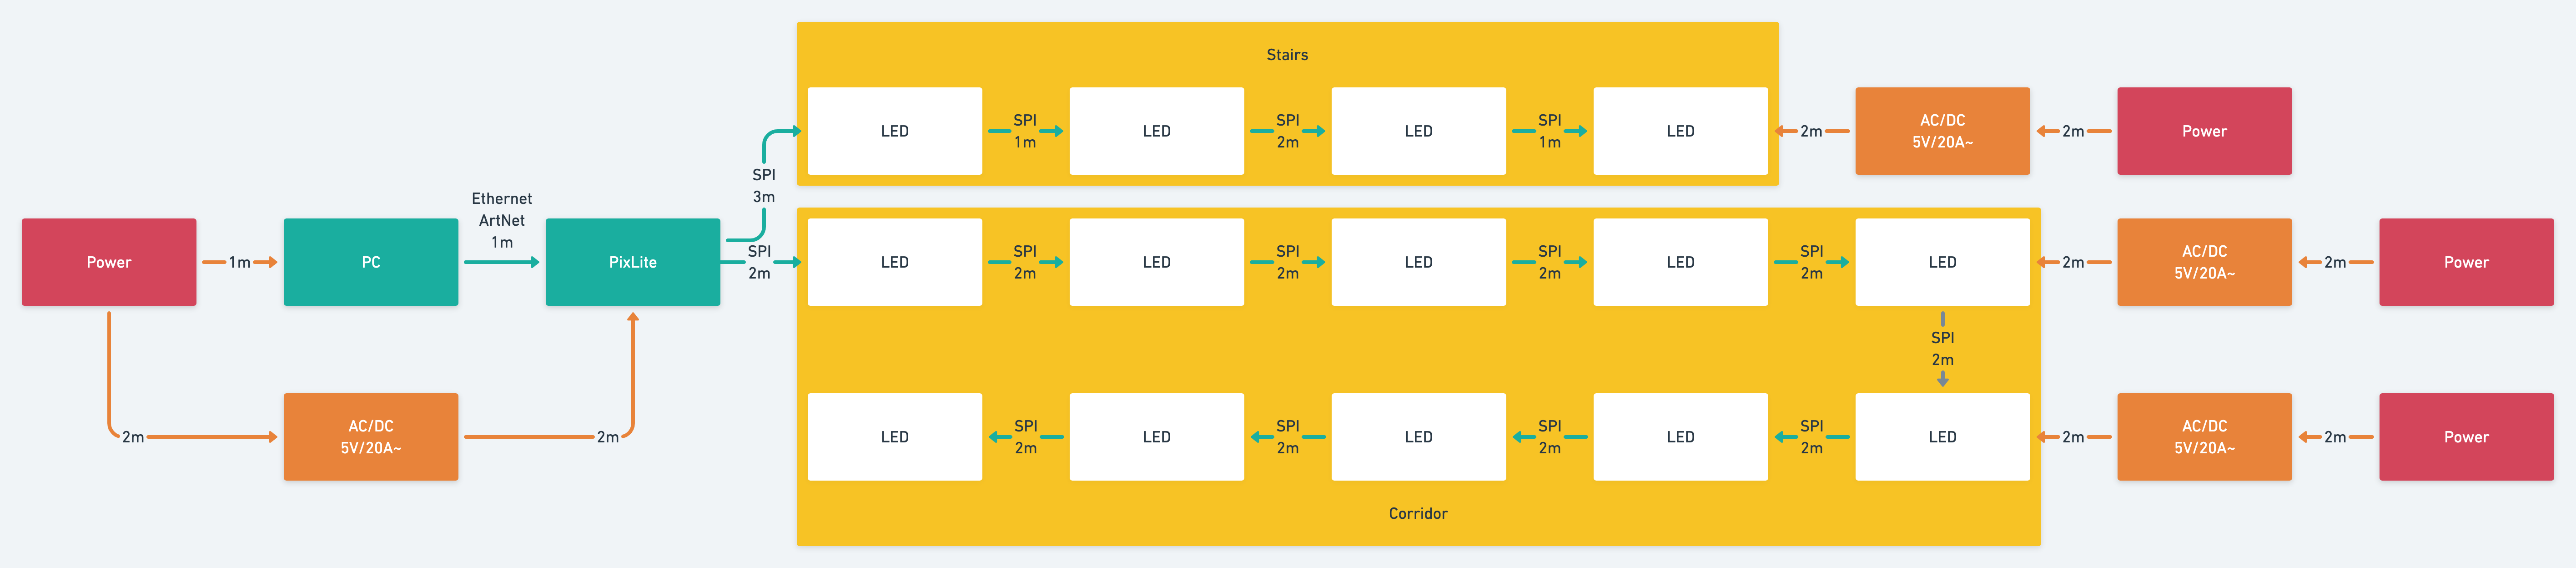 Stairs
LED
SPI
1m
LED
SPI
2m
LED
SPI
1m
LED
2m
AC/DC
5V/20A~
2m
Power
SPI
3m
Power
1m
PC
Ethernet
ArtNet
1m
PixLite
SPI
2m
LED
SPI
2m
LED
SPI
2m
LED
SPI
2m
LED
SPI
2m
LED
2m
AC/DC
5V/20A~
2m
Power
SPI
2m
2m
AC/DC
5V/20A~
2m
LED
SPI
2m
LED
SPI
2m
LED
SPI
2m
LED
SPI
2m
LED
2m
AC/DC
5V/20A~
2m
Power
Corridor